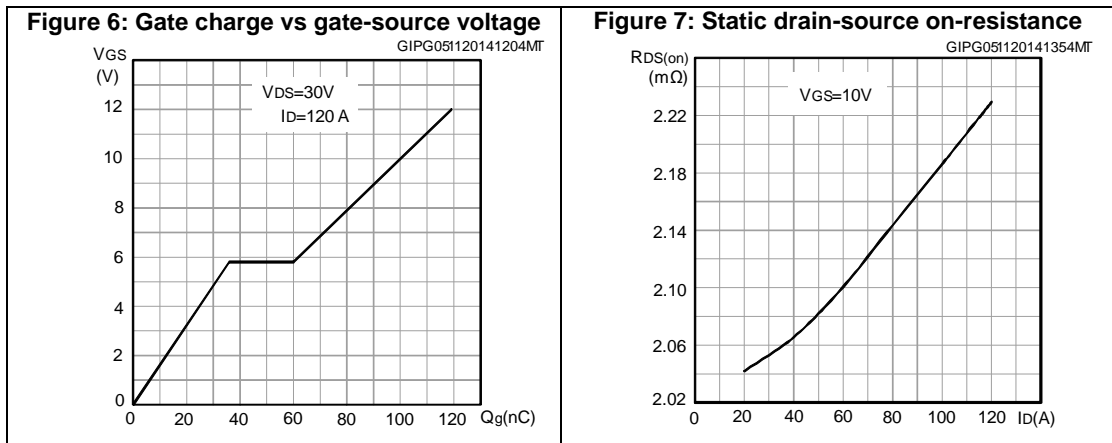 Figure 6: Gate charge vs gate-source voltage
GIPG051120141204MT
VGS
(V)
VDS=30V
ID=120 A
12
10
8
6
4
2
0
0 20 40 60 80 100 120 Qg(nC)
Figure 7: Static drain-source on-resistance
GIPG051120141354MT
RDS(on)
(mΩ)
VGS=10V
2.22
2.18
2.14
2.10
2.06
2.02
0 20 40 60 80 100 120 ID(A)